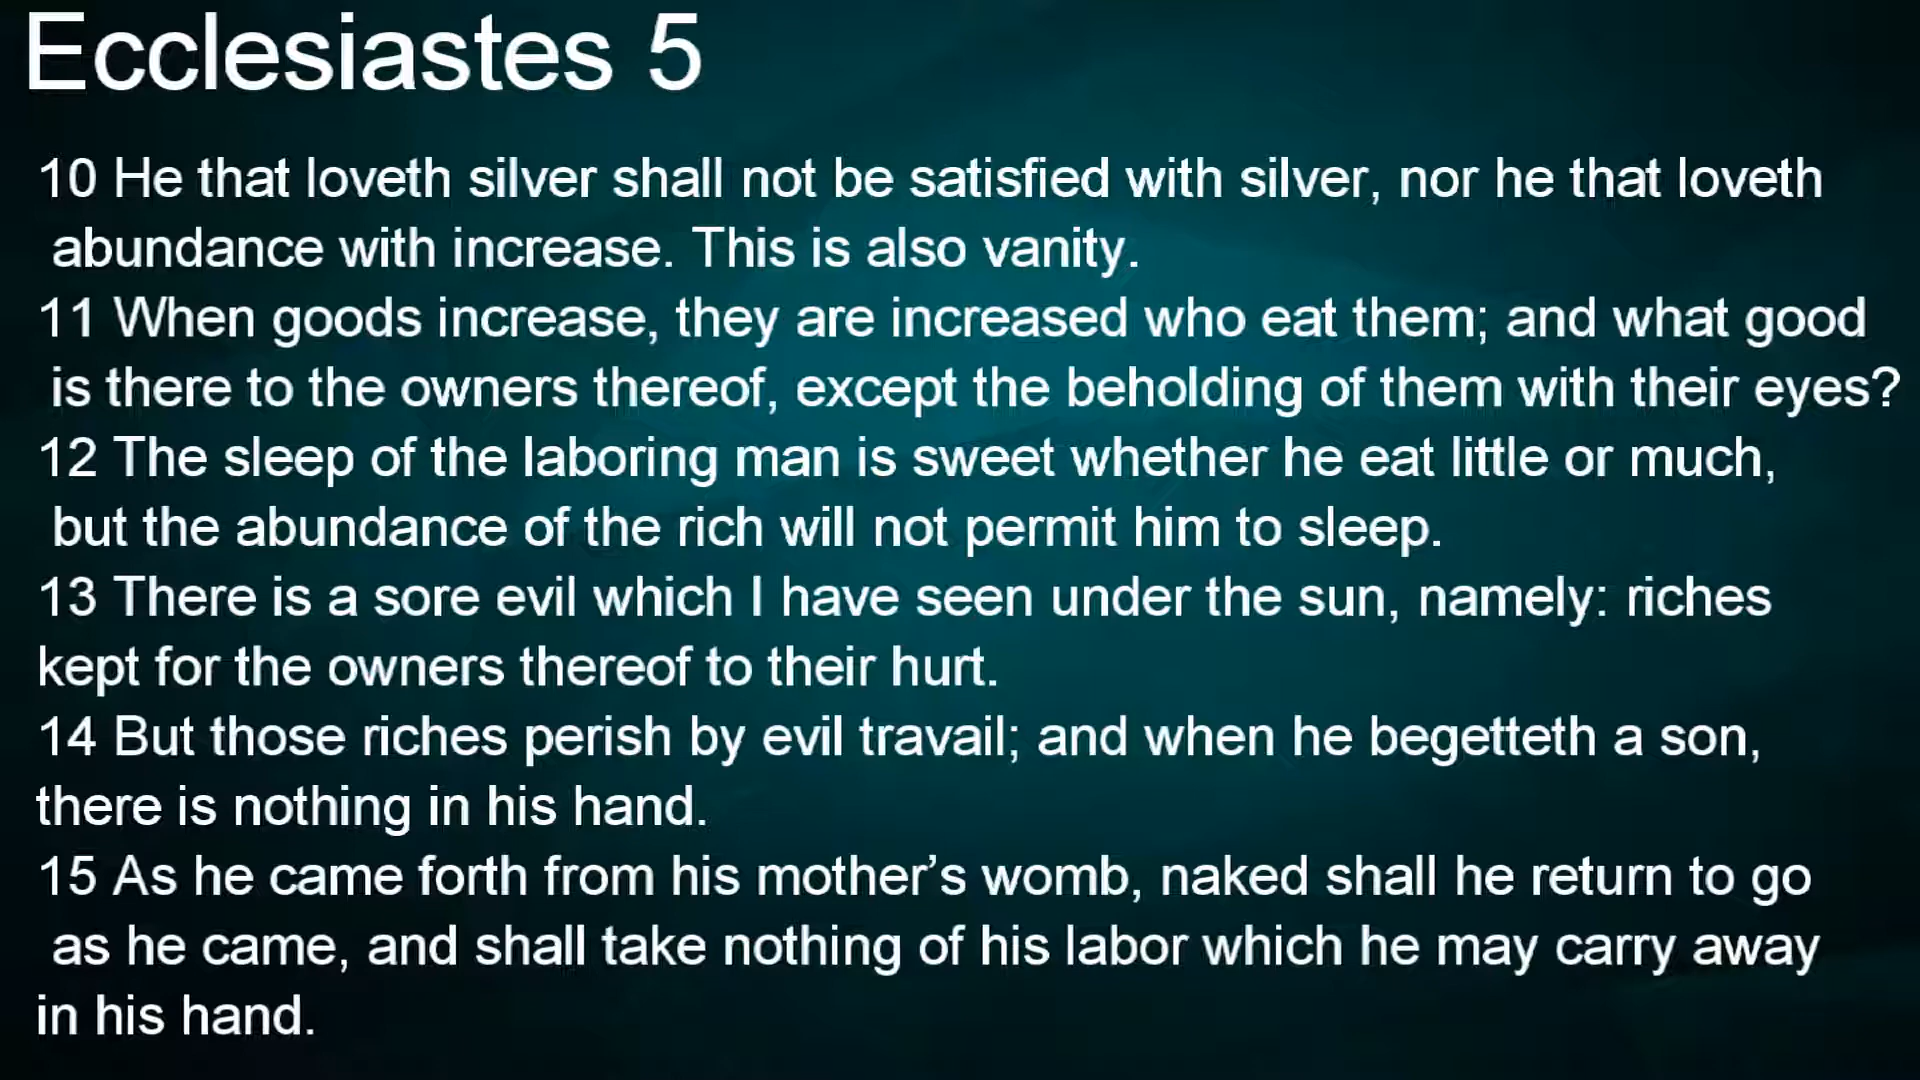 Ecclesiastes 5
10 He that loveth silver shall not be satisfied with silver, nor he that loveth
abundance with increase. This is also vanity.
11 When goods increase, they are increased who eat them; and what good
is there to the owners thereof, except the beholding of them with their eyes?
12 The sleep of the laboring man is sweet whether he eat little or much,
but the abundance of the rich will not permit him to sleep.
13 There is a sore evil which I have seen under the sun, namely: riches
kept for the owners thereof to their hurt.
14 But those riches perish by evil travail; and when he begetteth a son,
there is nothing in his hand.
15 As he came forth from his mother’s womb, naked shall he return to go
as he came, and shall take nothing of his labor which he may carry away
in his hand.